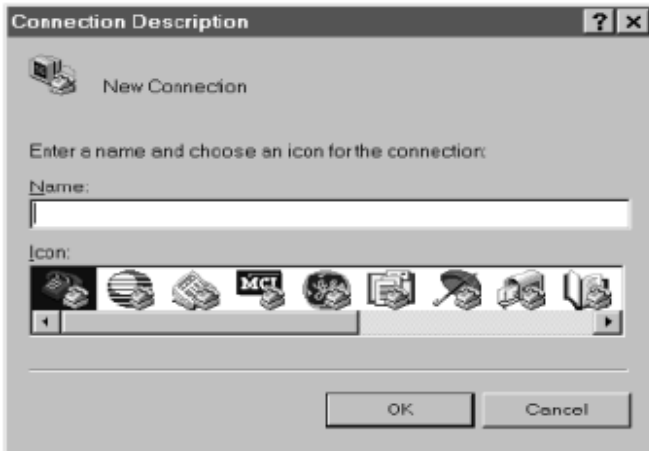 Connection Description
New Connection
Enter a name and choose an icon for the connection:
Name:
Icon:
MCI
OK
Cancel